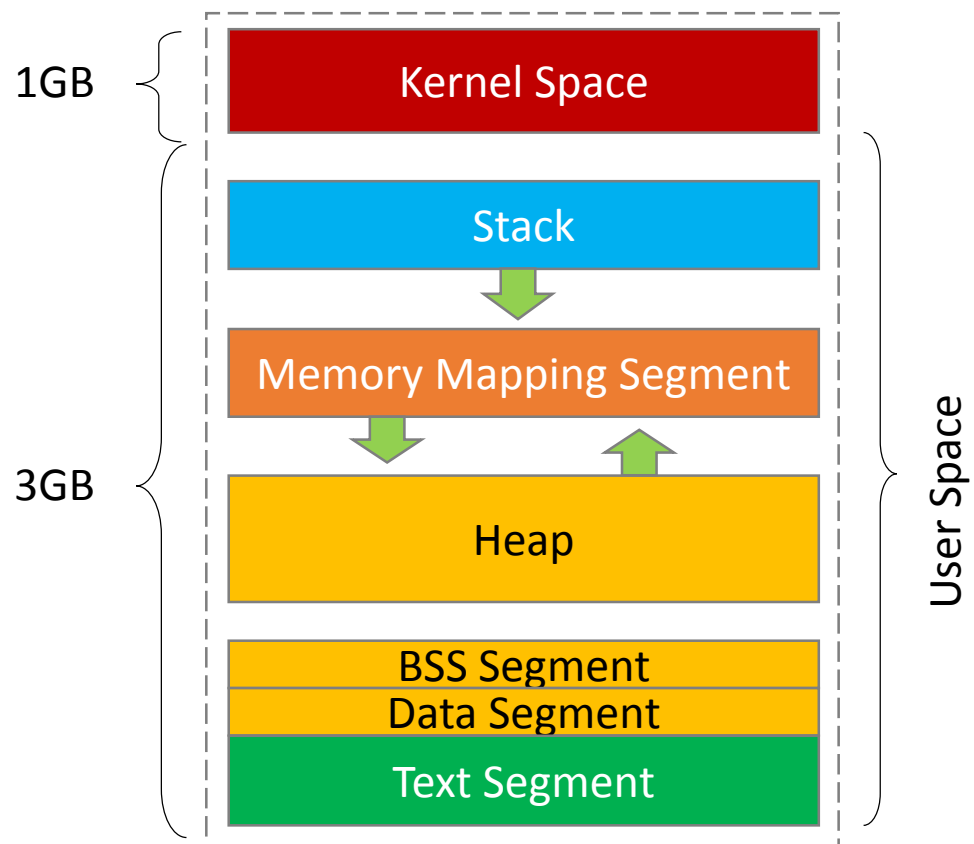 1GB
Kernel Space
Stack
Memory Mapping Segment
3GB
Heap
User Space
BSS Segment
Data Segment
Text Segment